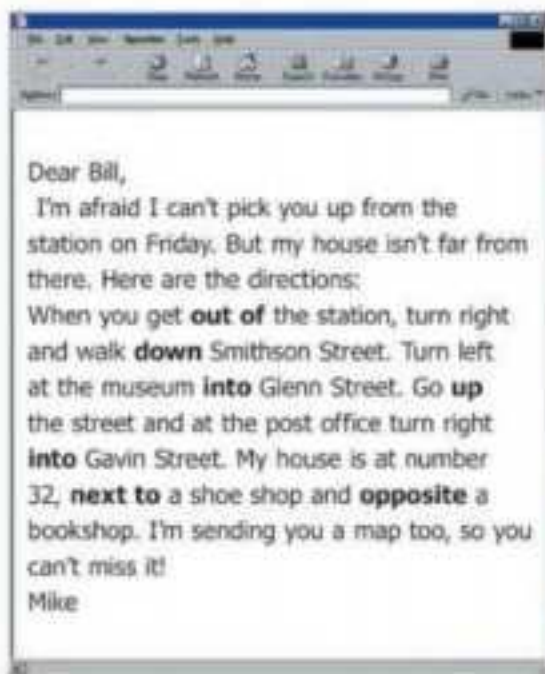 Dear Bill,
I'm afraid I can't pick you up from the
station on Friday. But my house isn't far from
there. Here are the directions:
When you get out of the station, turn right
and walk down Smithson Street. Turn left
at the museum into Glenn Street. Go up
the street and at the post office turn right
into Gavin Street. My house is at number
32, next to a shoe shop and opposite a
bookshop. I'm sending you a map too, so you
can't miss it!
Mike